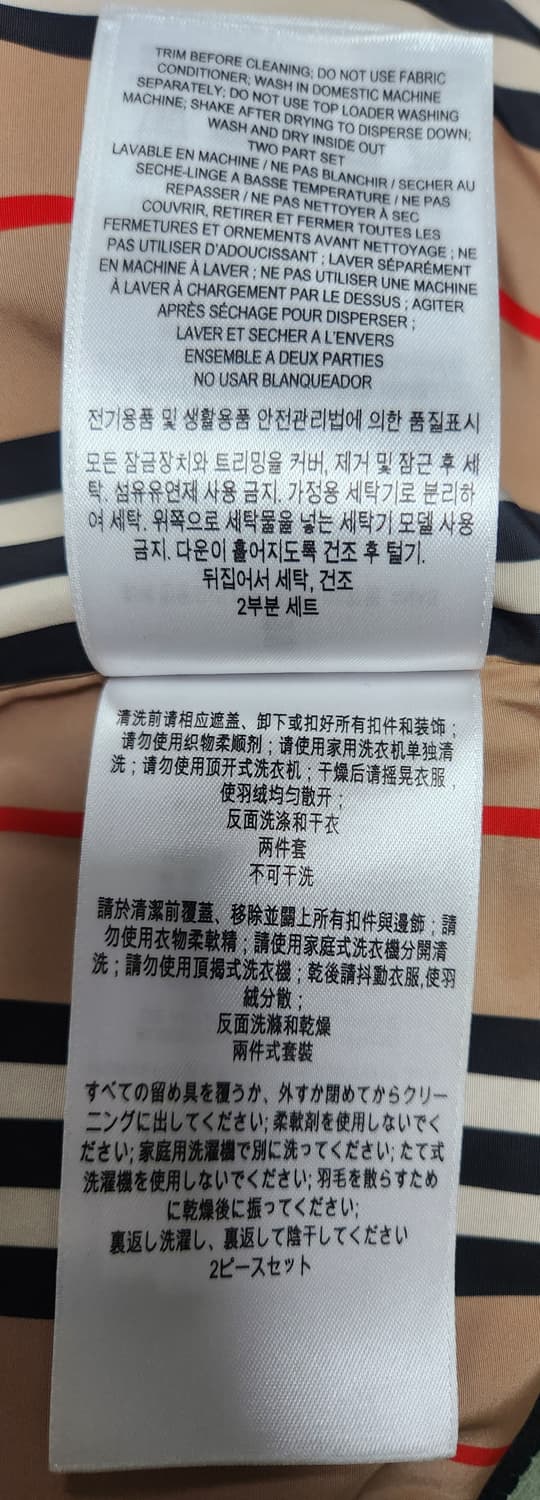 TRIM BEFORE CLEANING; DO NOT USE FABRIC
CONDITIONER; WASH IN DOMESTIC MACHINE
SEPARATELY; DO NOT USE TOP LOADER WASHING
MACHINE; SHAKE AFTER DRYING TO DISPERSE DOWN;
WASH AND DRY INSIDE OUT
TWO PART SET
LAVABLE EN MACHINE / NE PAS BLANCHIR / SECHER AU
SECHE-LINGE A BASSE TEMPERATURE / NE PAS
REPASSER / NE PAS NETTOYER À SEC
COUVRIR, RETIRER ET FERMER TOUTES LES
FERMETURES ET ORNEMENTS AVANT NETTOYAGE ; NE
PAS UTILISER D'ADOUCISSANT ; LAVER SÉPARÉMENT
EN MACHINE À LAVER ; NE PAS UTILISER UNE MACHINE
À LAVER À CHARGEMENT PAR LE DESSUS ; AGITER
APRÈS SÉCHAGE POUR DISPERSER ;
LAVER ET SECHER A L'ENVERS
ENSEMBLE A DEUX PARTIES
NO USAR BLANQUEADOR
전기용품 및 생활용품 안전관리법에 의한 품질표시
모든 잠금장치와 트리밍을 커버, 제거 및 잠근 후 세
탁. 섬유유연제 사용 금지. 가정용 세탁기로 분리하
여 세탁. 위쪽으로 세탁물을 넣는 세탁기 모델 사용
금지. 다운이 흩어지도록 건조 후 털기.
뒤집어서 세탁, 건조
2부분 세트
清洗前请相应遮盖、卸下或扣好所有扣件和装饰；
请勿使用织物柔顺剂；请使用家用洗衣机单独清
洗；请勿使用顶开式洗衣机；干燥后请摇晃衣服，
使羽绒均匀散开；
反面洗涤和干衣
两件套
不可干洗
請於清潔前覆蓋、移除並關上所有扣件與邊飾；請
勿使用衣物柔軟精；請使用家庭式洗衣機分開清
洗；請勿使用頂揭式洗衣機；乾後請抖動衣服,使羽
絨分散；
反面洗滌和乾燥
兩件式套裝
すべての留め具を覆うか、外すか閉めてからクリー
ニングに出してください; 柔軟剤を使用しないでく
ださい; 家庭用洗濯機で別に洗ってください; たて式
洗濯機を使用しないでください; 羽毛を散らすため
に乾燥後に振ってください;
裏返し洗濯し、裏返して陰干してください
2ピースセット